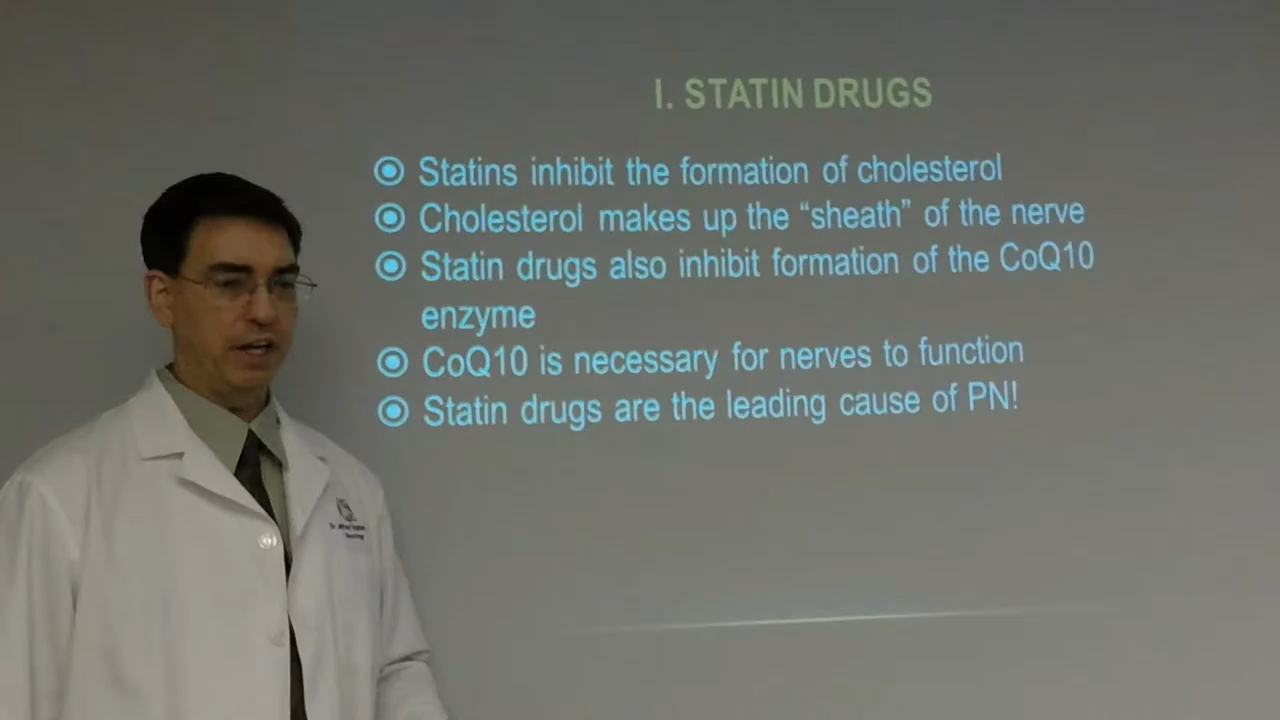 I. STATIN DRUGS
Statins inhibit the formation of cholesterol
Cholesterol makes up the “sheath” of the nerve
Statin drugs also inhibit formation of the CoQ10
enzyme
CoQ10 is necessary for nerves to function
Statin drugs are the leading cause of PN!
Dr.